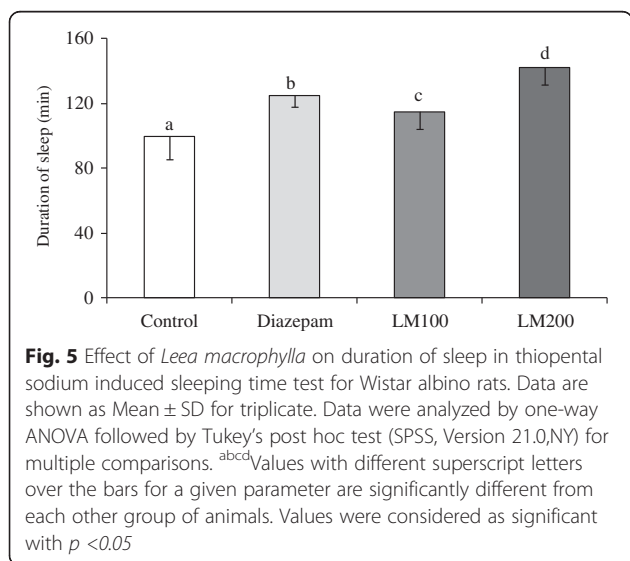 160
120
80
40
0
Duration of sleep (min)
a
b
c
d
Control Diazepam LM100 LM200
Fig. 5 Effect of Leea macrophylla on duration of sleep in thiopental
sodium induced sleeping time test for Wistar albino rats. Data are
shown as Mean ± SD for triplicate. Data were analyzed by one-way
ANOVA followed by Tukey's post hoc test (SPSS, Version 21.0,NY) for
multiple comparisons. abcdValues with different superscript letters
over the bars for a given parameter are significantly different from
each other group of animals. Values were considered as significant
with p <0.05